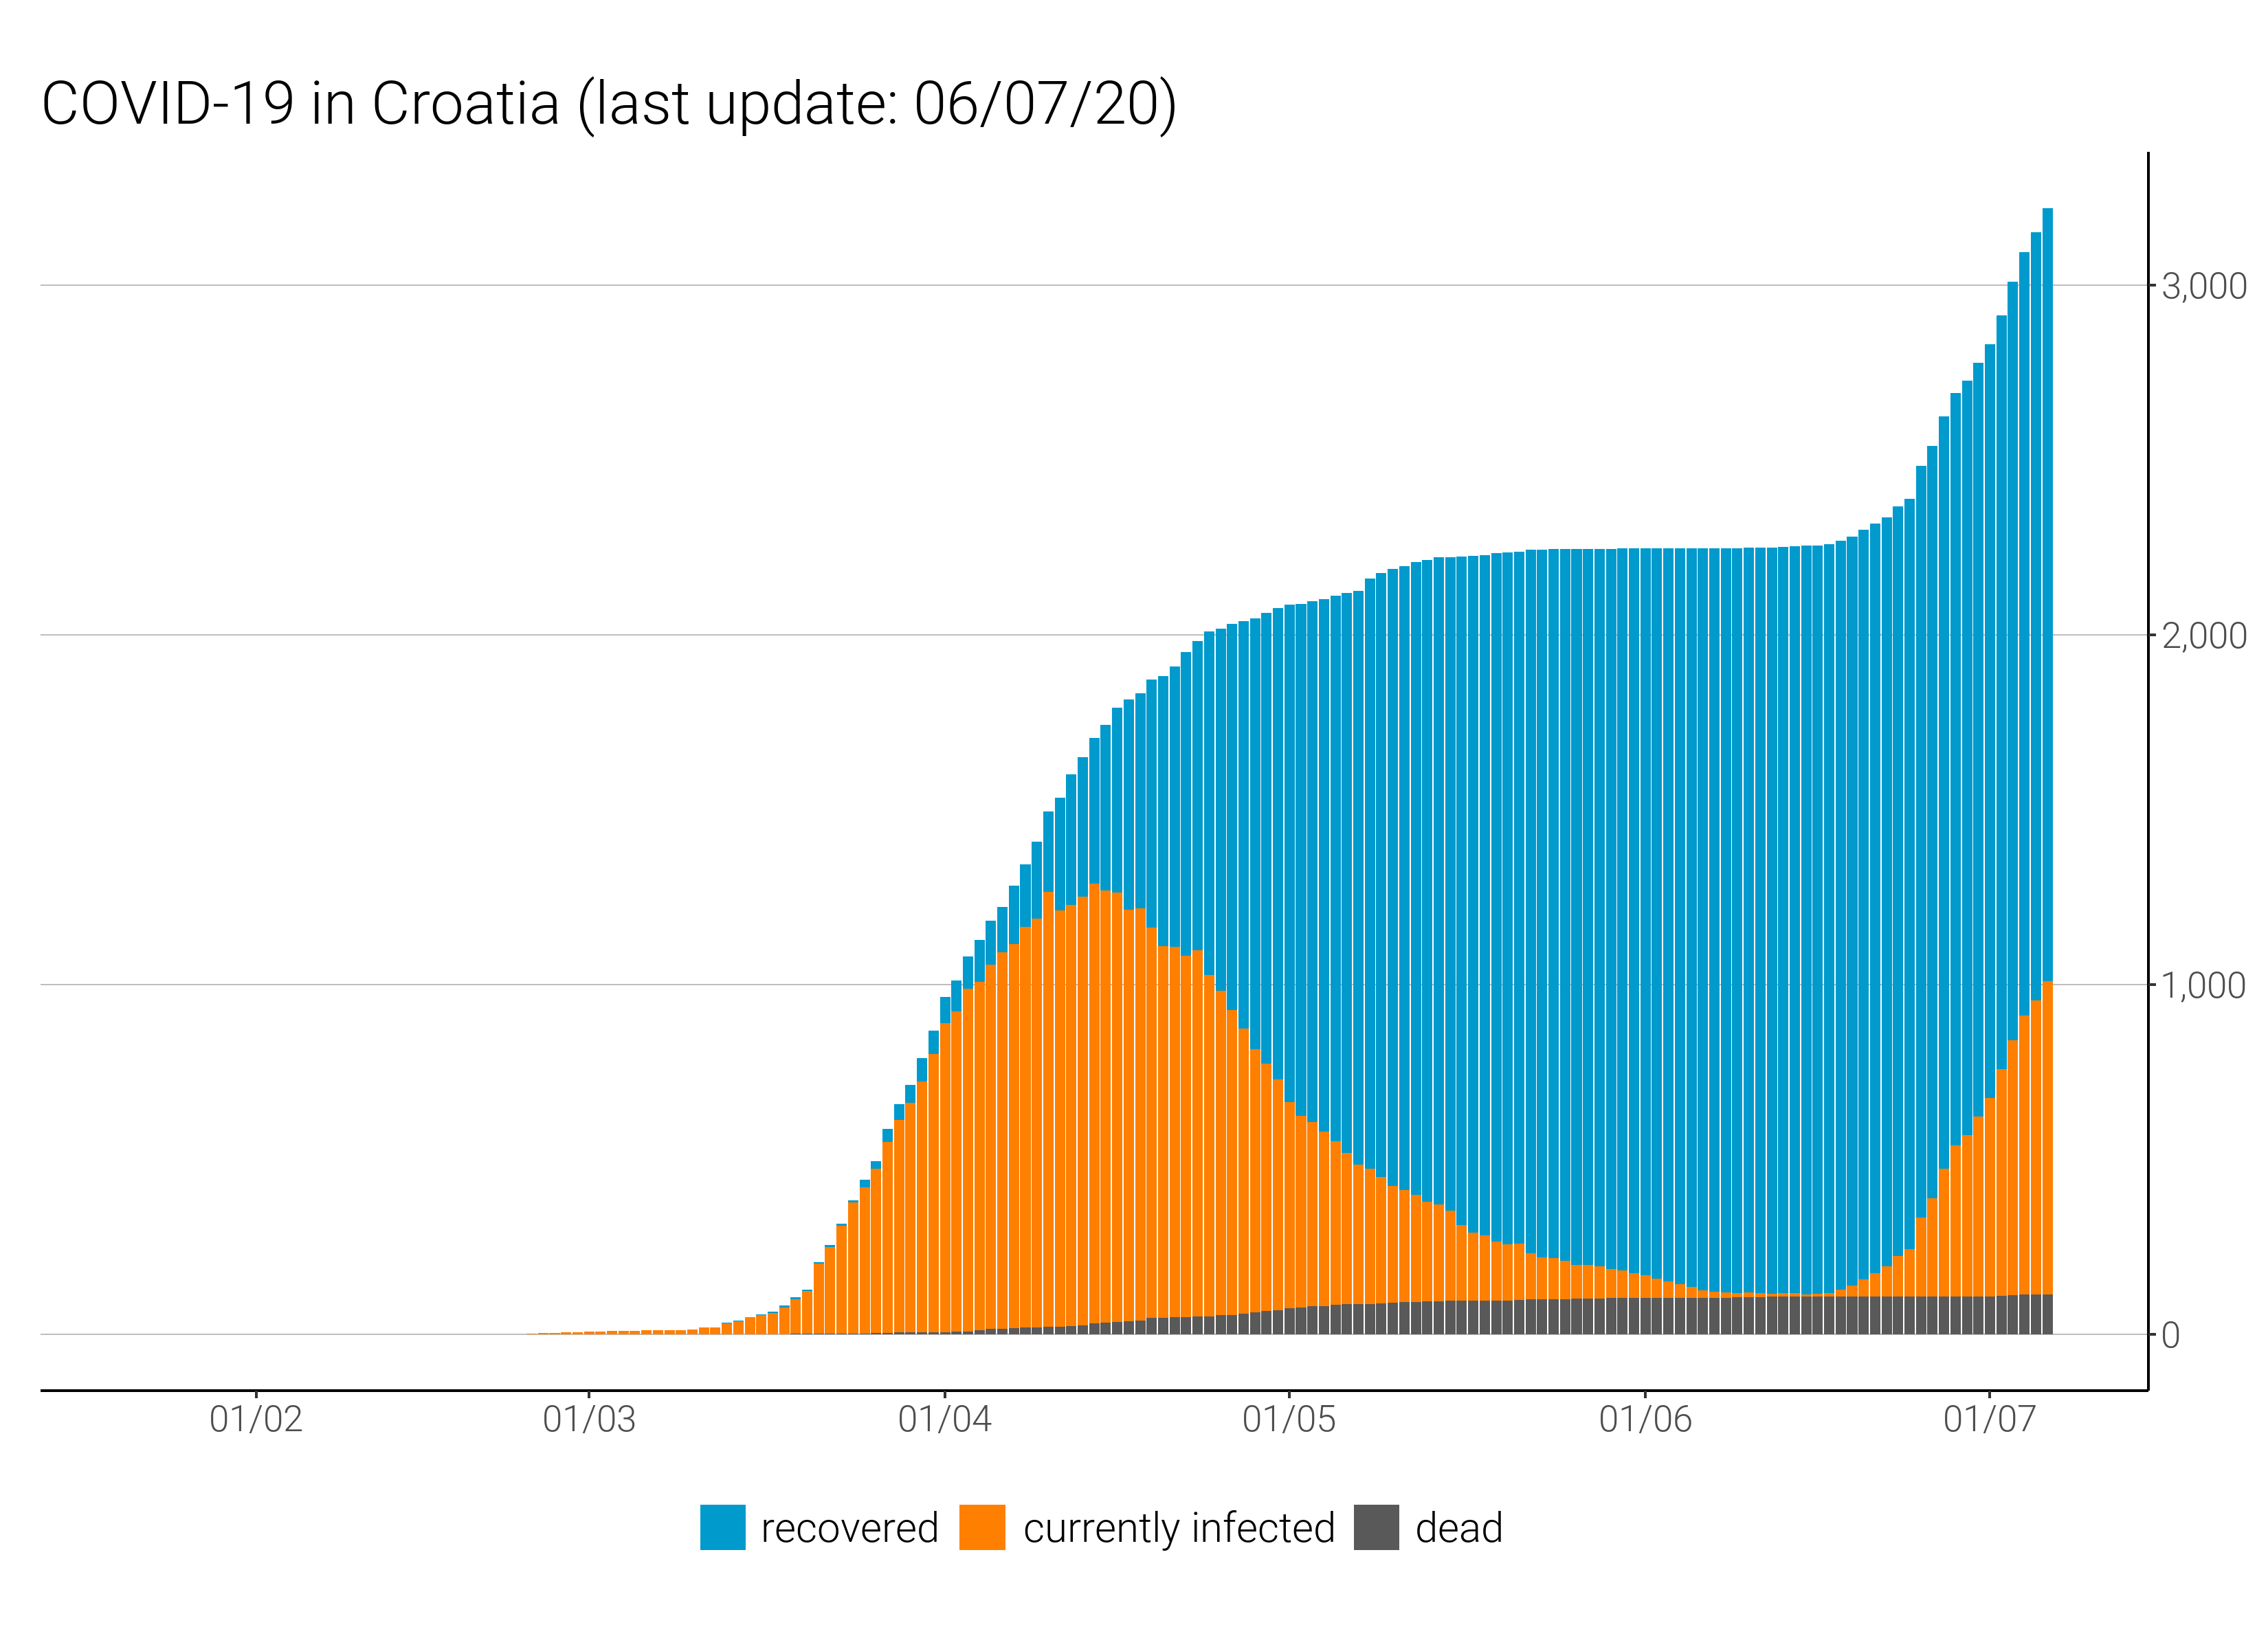 COVID-19 in Croatia (last update: 06/07/20)
3,000
2,000
1,000
0
01/02 01/03 01/04 01/05 01/06 01/07
recovered currently infected dead